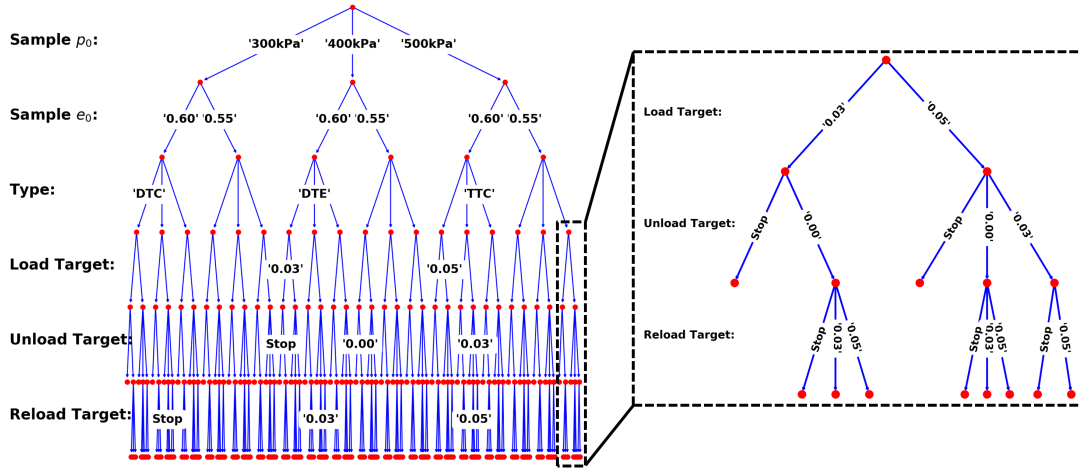 Sample p₀:
'300kPa' '400kPa' '500kPa'
Sample e₀:
'0.60' '0.55' '0.60' '0.55' '0.60' '0.55'
Type:
'DTC' 'DTE' 'TTC'
Load Target:
'0.03' '0.05'
Unload Target:
Stop '0.00' '0.03'
Reload Target:
Stop '0.03' '0.05'
Load Target:
'0.03' '0.05'
Unload Target:
Stop '0.00' Stop '0.00' '0.03'
Reload Target:
Stop '0.03' '0.05' Stop '0.03' '0.05' Stop '0.05'